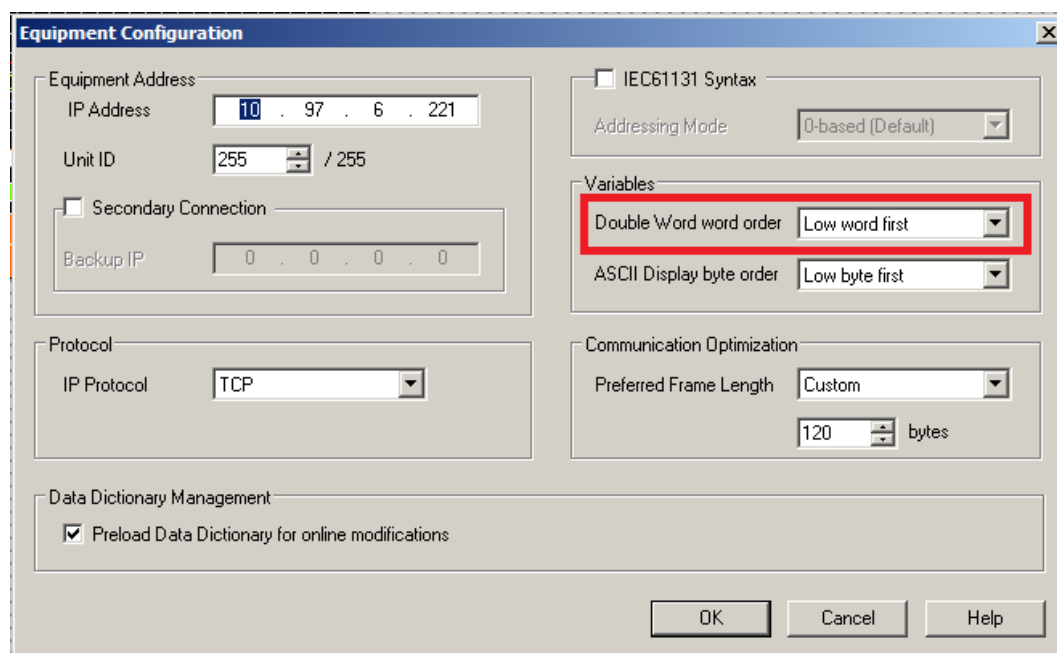 Equipment Configuration
Equipment Address
IP Address 10 . 97 . 6 . 221
Unit ID 255 / 255
Secondary Connection
Backup IP 0 . 0 . 0 . 0
IEC61131 Syntax
Addressing Mode 0-based (Default)
Variables
Double Word word order Low word first
ASCII Display byte order Low byte first
Protocol
IP Protocol TCP
Communication Optimization
Preferred Frame Length Custom
120 bytes
Data Dictionary Management
Preload Data Dictionary for online modifications
OK Cancel Help